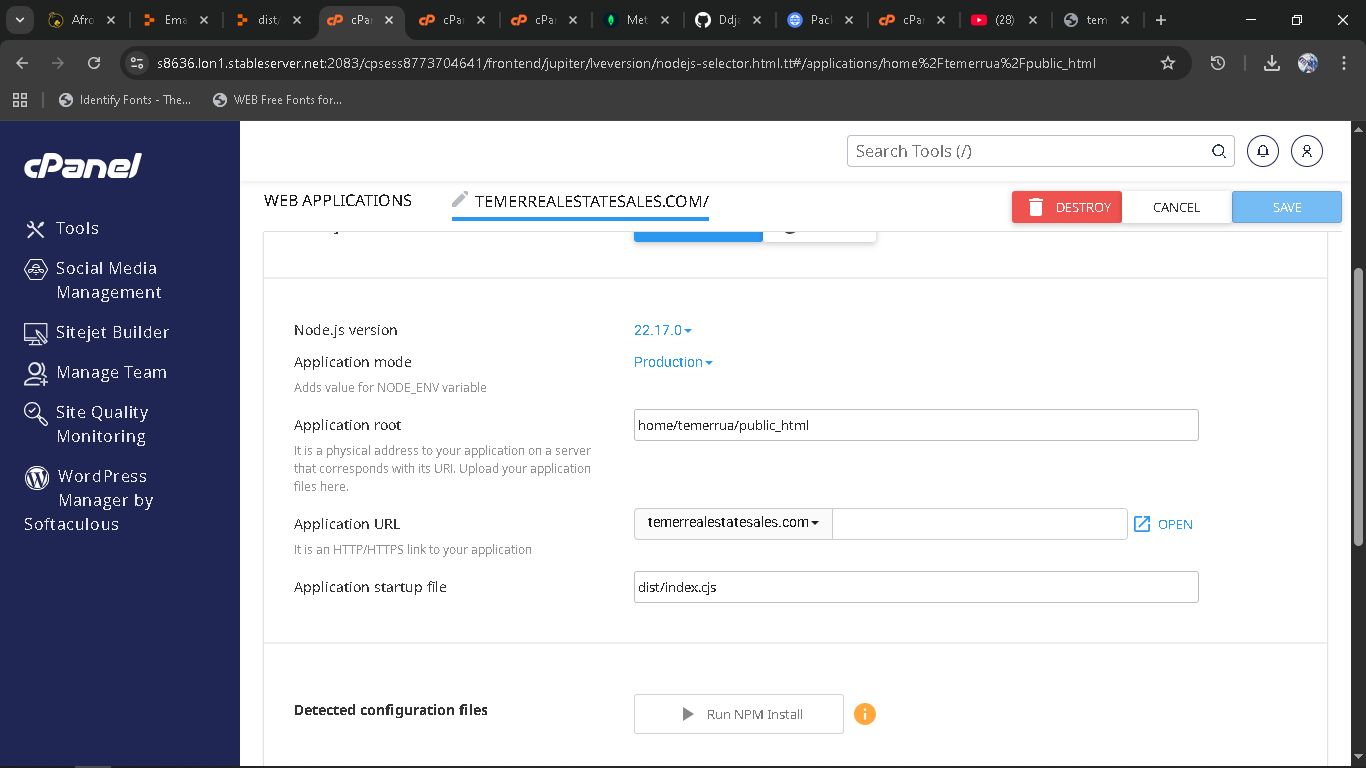 Afro
Ema
dist/
cPar
cPar
cPar
Met
Ddja
Pack
cPar
(28)
tem
s8636.lon1.stableserver.net:2083/cpsess8773704641/frontend/jupiter/lveversion/nodejs-selector.html.tt#/applications/home%2Ftemerrua%2Fpublic_html
Identify Fonts - The...
WEB Free Fonts for...
cPanel
Search Tools (/)
WEB APPLICATIONS
TEMERREALESTATESALES.COM/
DESTROY
CANCEL
SAVE
Tools
Social Media
Management
Sitejet Builder
Manage Team
Site Quality
Monitoring
WordPress
Manager by
Softaculous
Node.js version
22.17.0
Application mode
Production
Adds value for NODE_ENV variable
Application root
home/temerrua/public_html
It is a physical address to your application on a server
that corresponds with its URI. Upload your application
files here.
Application URL
temerrealestatesales.com
OPEN
It is an HTTP/HTTPS link to your application
Application startup file
dist/index.cjs
Detected configuration files
Run NPM Install